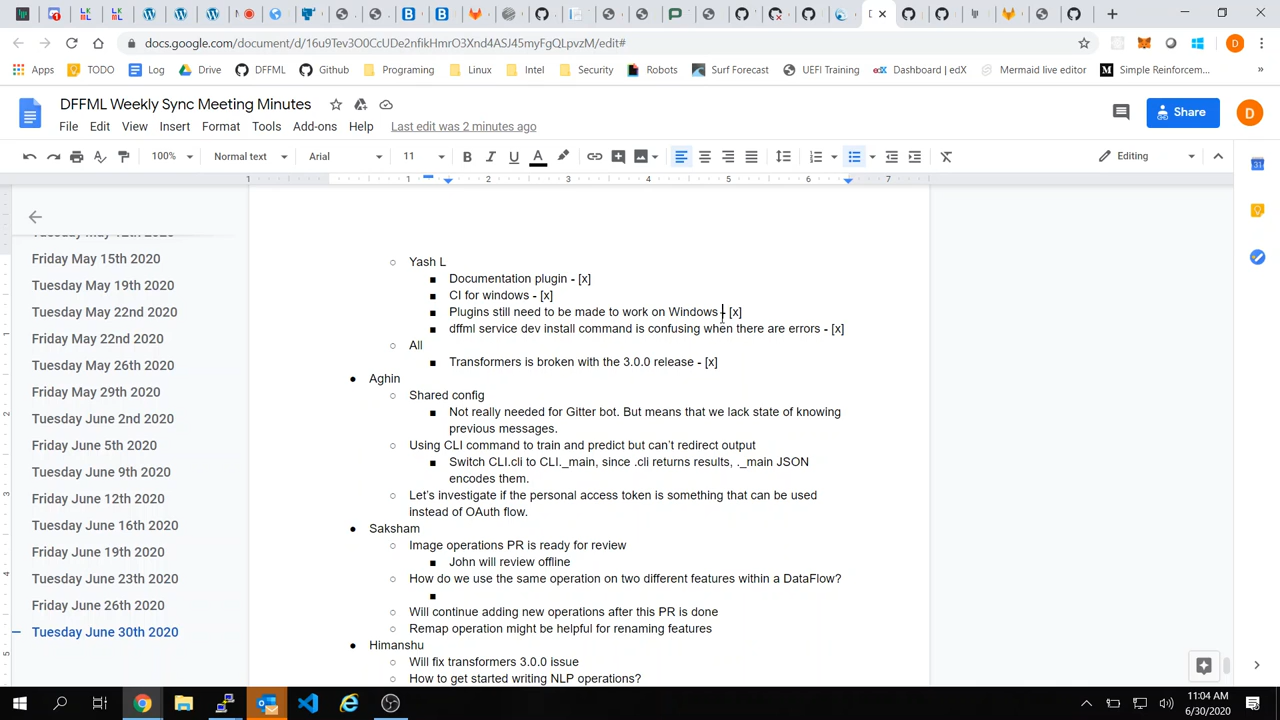 docs.google.com/document/d/16u9Tev3O0CcUDe2nfikHmrO3Xnd4ASJ45myFgQLpvzM/edit#
D
Apps TODO Log Drive DFFML Github Programing Linux Intel Security Robots Surf Forecast UEFI Training Dashboard | edX Mermaid live editor Simple Reinforcem... »
DFFML Weekly Sync Meeting Minutes
Share
D
File Edit View Insert Format Tools Add-ons Help Last edit was 2 minutes ago
100% Normal text Arial 11 B I U A Editing
1 1 2 3 4 5 6 7
Tuesday May 12th 2020
Friday May 15th 2020
Tuesday May 19th 2020
Tuesday May 22nd 2020
Friday May 22nd 2020
Tuesday May 26th 2020
Friday May 29th 2020
Tuesday June 2nd 2020
Friday June 5th 2020
Tuesday June 9th 2020
Friday June 12th 2020
Tuesday June 16th 2020
Friday June 19th 2020
Tuesday June 23rd 2020
Friday June 26th 2020
Tuesday June 30th 2020
Yash L
Documentation plugin - [x]
CI for windows - [x]
Plugins still need to be made to work on Windows - [x]
dffml service dev install command is confusing when there are errors - [x]
All
Transformers is broken with the 3.0.0 release - [x]
Aghin
Shared config
Not really needed for Gitter bot. But means that we lack state of knowing
previous messages.
Using CLI command to train and predict but can't redirect output
Switch CLI.cli to CLI._main, since .cli returns results, ._main JSON
encodes them.
Let's investigate if the personal access token is something that can be used
instead of OAuth flow.
Saksham
Image operations PR is ready for review
John will review offline
How do we use the same operation on two different features within a DataFlow?
Will continue adding new operations after this PR is done
Remap operation might be helpful for renaming features
Himanshu
Will fix transformers 3.0.0 issue
How to get started writing NLP operations?
11:04 AM
6/30/2020